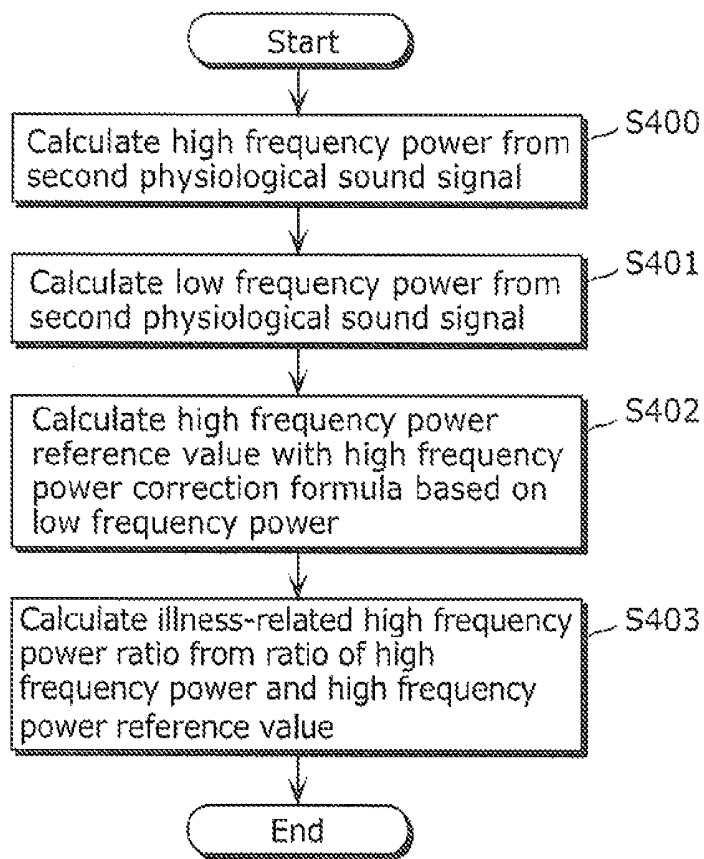 Start
Calculate high frequency power from
second physiological sound signal
S400
Calculate low frequency power from
second physiological sound signal
S401
Calculate high frequency power
reference value with high frequency
power correction formula based on
low frequency power
S402
Calculate illness-related high frequency
power ratio from ratio of high
frequency power and high frequency
power reference value
S403
End